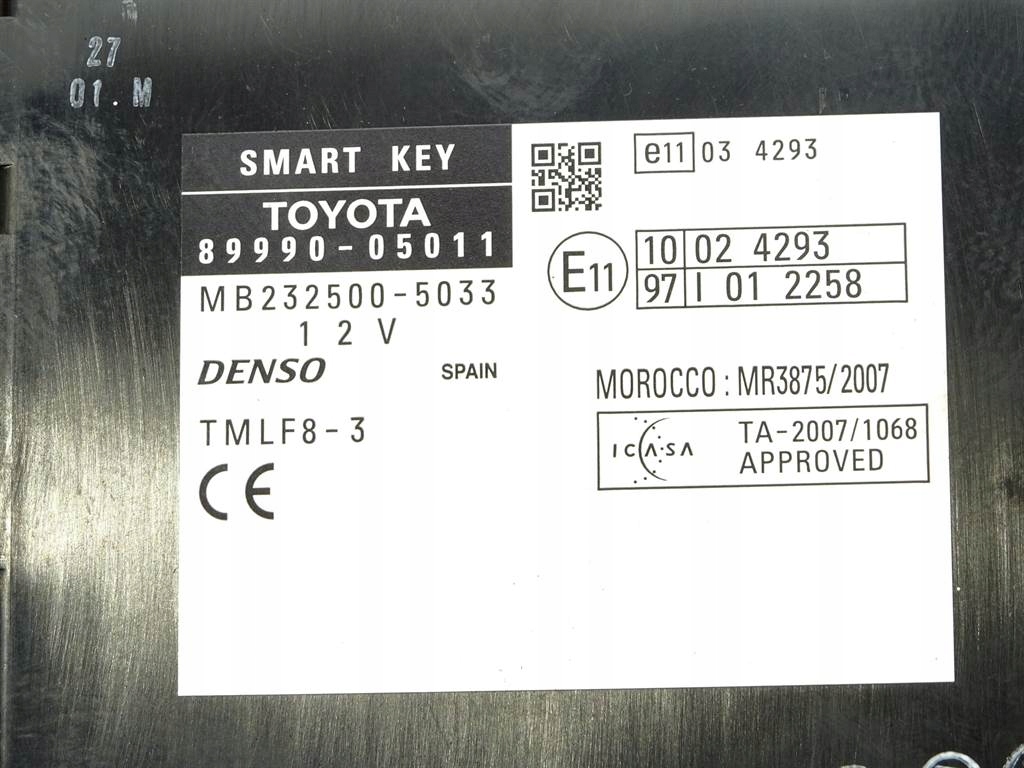 27
01.M
SMART KEY
TOYOTA
89990-05011
MB232500-5033
12V
DENSO SPAIN
TMLF8-3
CE
e11 03 4293
E11
10 02 4293
97 I 01 2258
MOROCCO : MR3875/2007
ICASA
TA-2007/1068
APPROVED